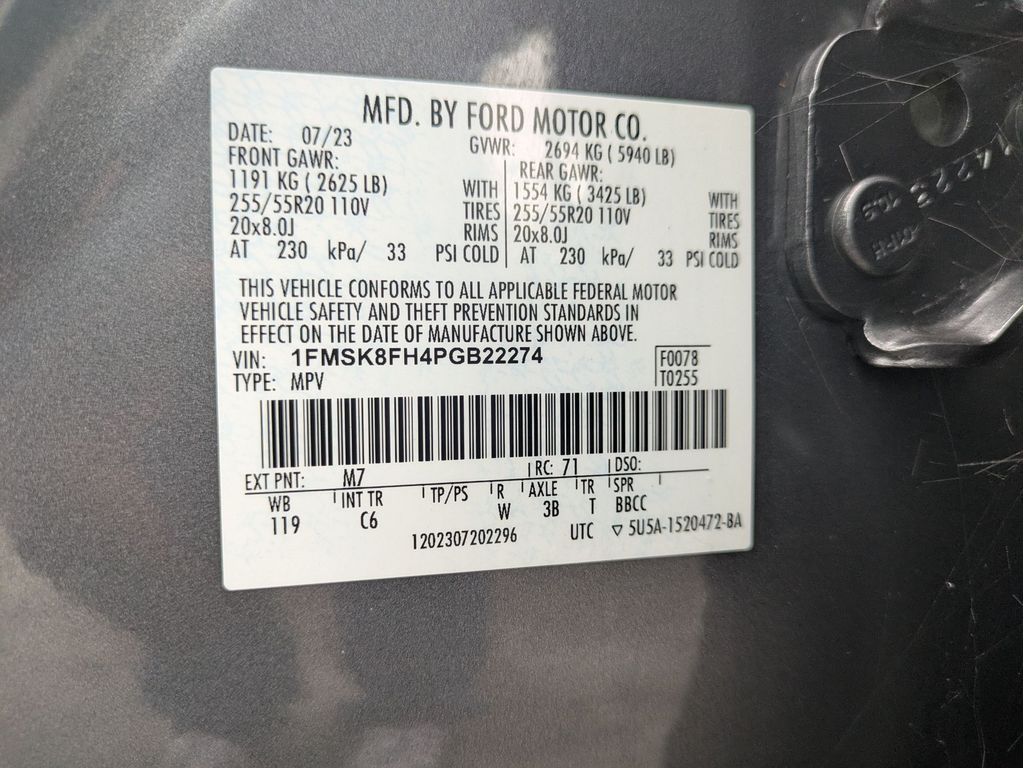 MFD. BY FORD MOTOR CO.
DATE: 07/23 GVWR: 2694 KG ( 5940 LB)
FRONT GAWR: REAR GAWR:
1191 KG ( 2625 LB) WITH 1554 KG ( 3425 LB) WITH
255/55R20 110V TIRES 255/55R20 110V TIRES
20x8.0J RIMS 20x8.0J RIMS
AT 230 kPa/ 33 PSI COLD AT 230 kPa/ 33 PSI COLD
THIS VEHICLE CONFORMS TO ALL APPLICABLE FEDERAL MOTOR
VEHICLE SAFETY AND THEFT PREVENTION STANDARDS IN
EFFECT ON THE DATE OF MANUFACTURE SHOWN ABOVE.
VIN: 1FMSK8FH4PGB22274 F0078
TYPE: MPV T0255
EXT PNT: M7 RC: 71 DSO:
WB INT TR TP/PS R AXLE TR SPR
119 C6 W 3B T BBCC
1202307202296 UTC ▽ 5U5A-1520472-BA
10.9